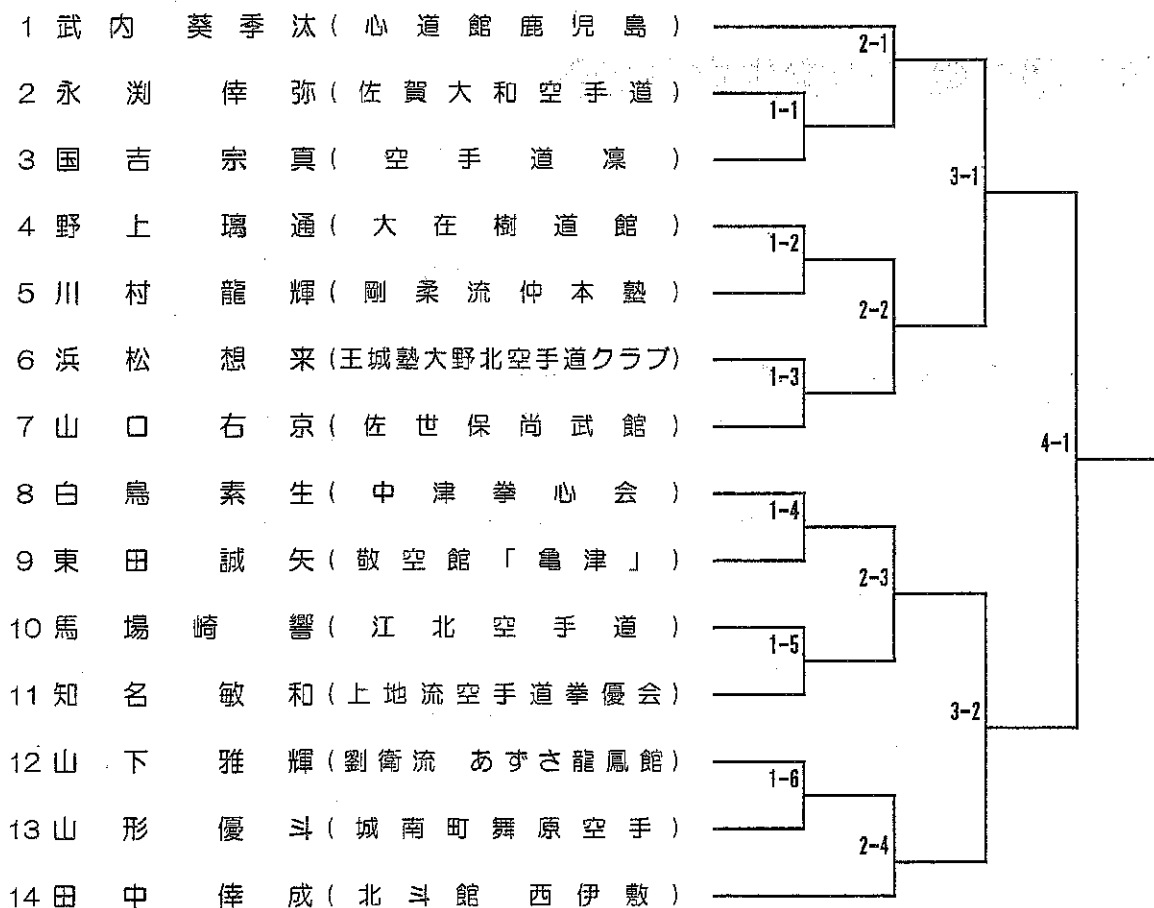 1 武内 葵季汰(心道館鹿児島)
2-1
2 永渕 倖弥(佐賀大和空手道)
1-1
3 国吉 宗真(空手道凜)
3-1
4 野上 璃通(大在樹道館)
1-2
5 川村 龍輝(剛柔流仲本塾)
2-2
6 浜松 想来(王城塾大野北空手道クラブ)
1-3
7 山口 右京(佐世保尚武館)
4-1
8 白鳥 素生(中津拳心会)
1-4
9 東田 誠矢(敬空館「亀津」)
2-3
10 馬場崎 響(江北空手道)
1-5
11 知名 敏和(上地流空手道拳優会)
3-2
12 山下 雅輝(劉衛流 あずさ龍鳳館)
1-6
13 山形 優斗(城南町舞原空手)
2-4
14 田中 倖成(北斗館 西伊敷)